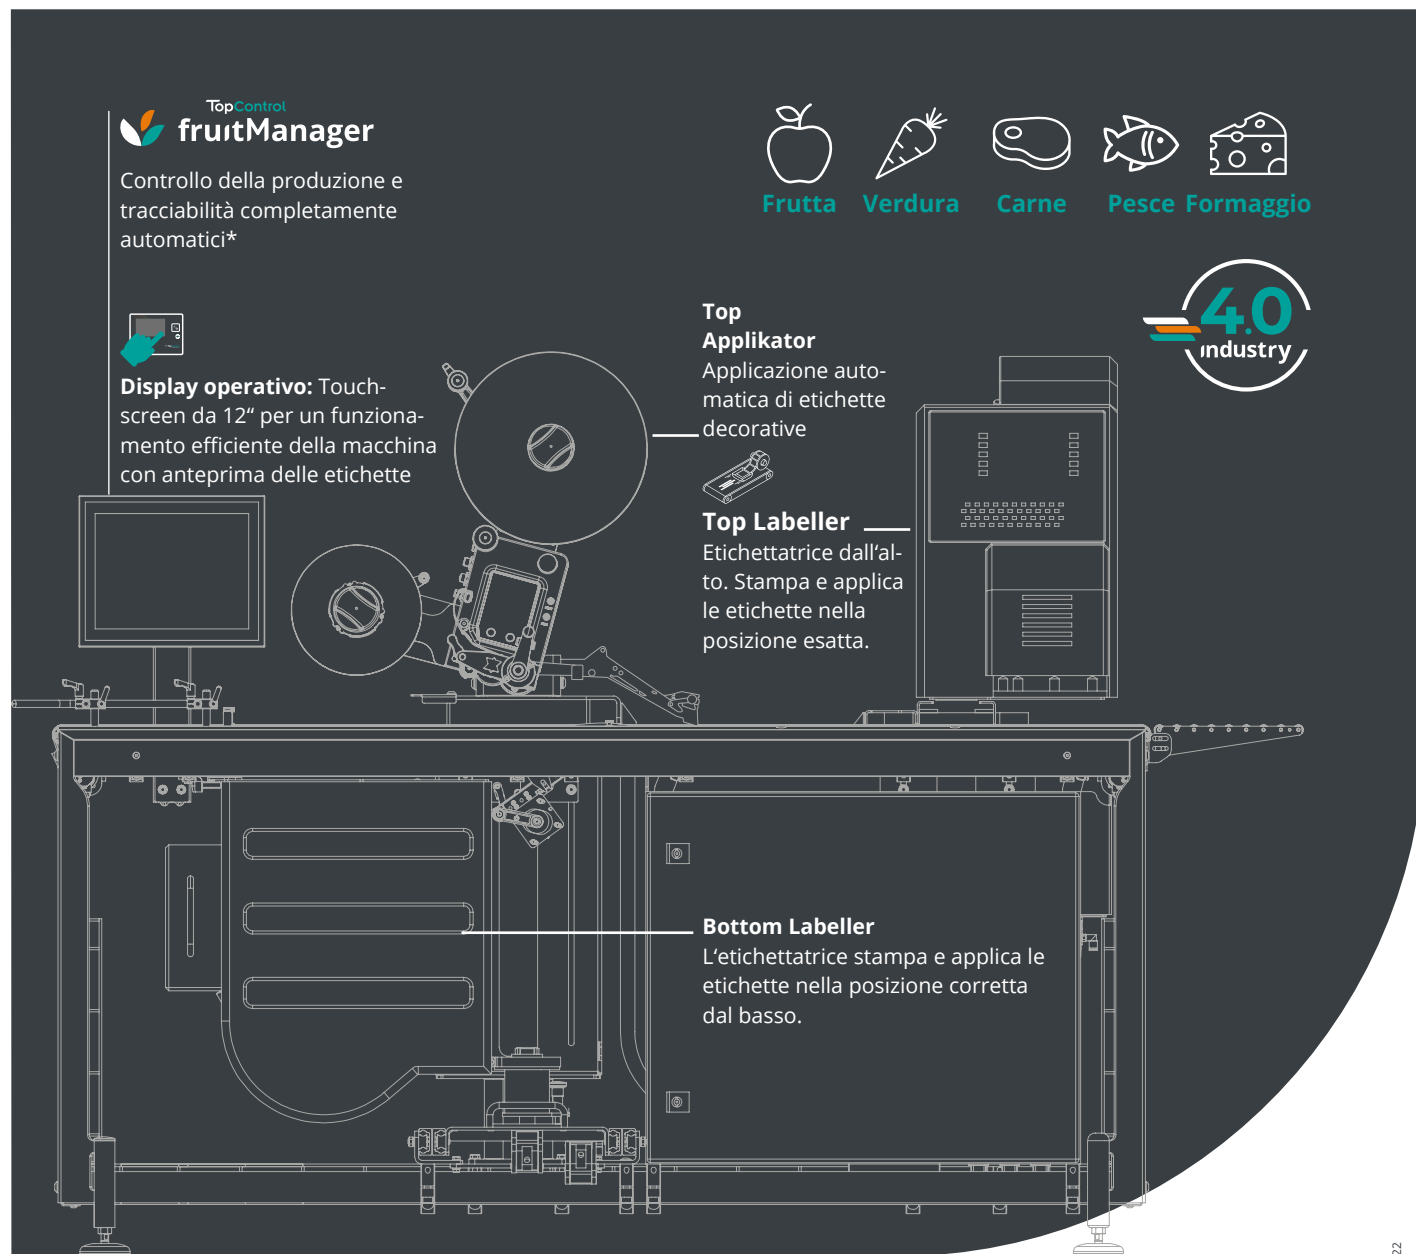 TopControl
fruitManager
Controllo della produzione e
tracciabilità completamente
automatici*
Frutta Verdura Carne Pesce Formaggio
4.0
industry
Display operativo: Touch-
screen da 12“ per un funziona-
mento efficiente della macchina
con anteprima delle etichette
Top
Applikator
Applicazione auto-
matica di etichette
decorative
Top Labeller
Etichettatrice dall‘al-
to. Stampa e applica
le etichette nella
posizione esatta.
Bottom Labeller
L‘etichettatrice stampa e applica le
etichette nella posizione corretta
dal basso.
22